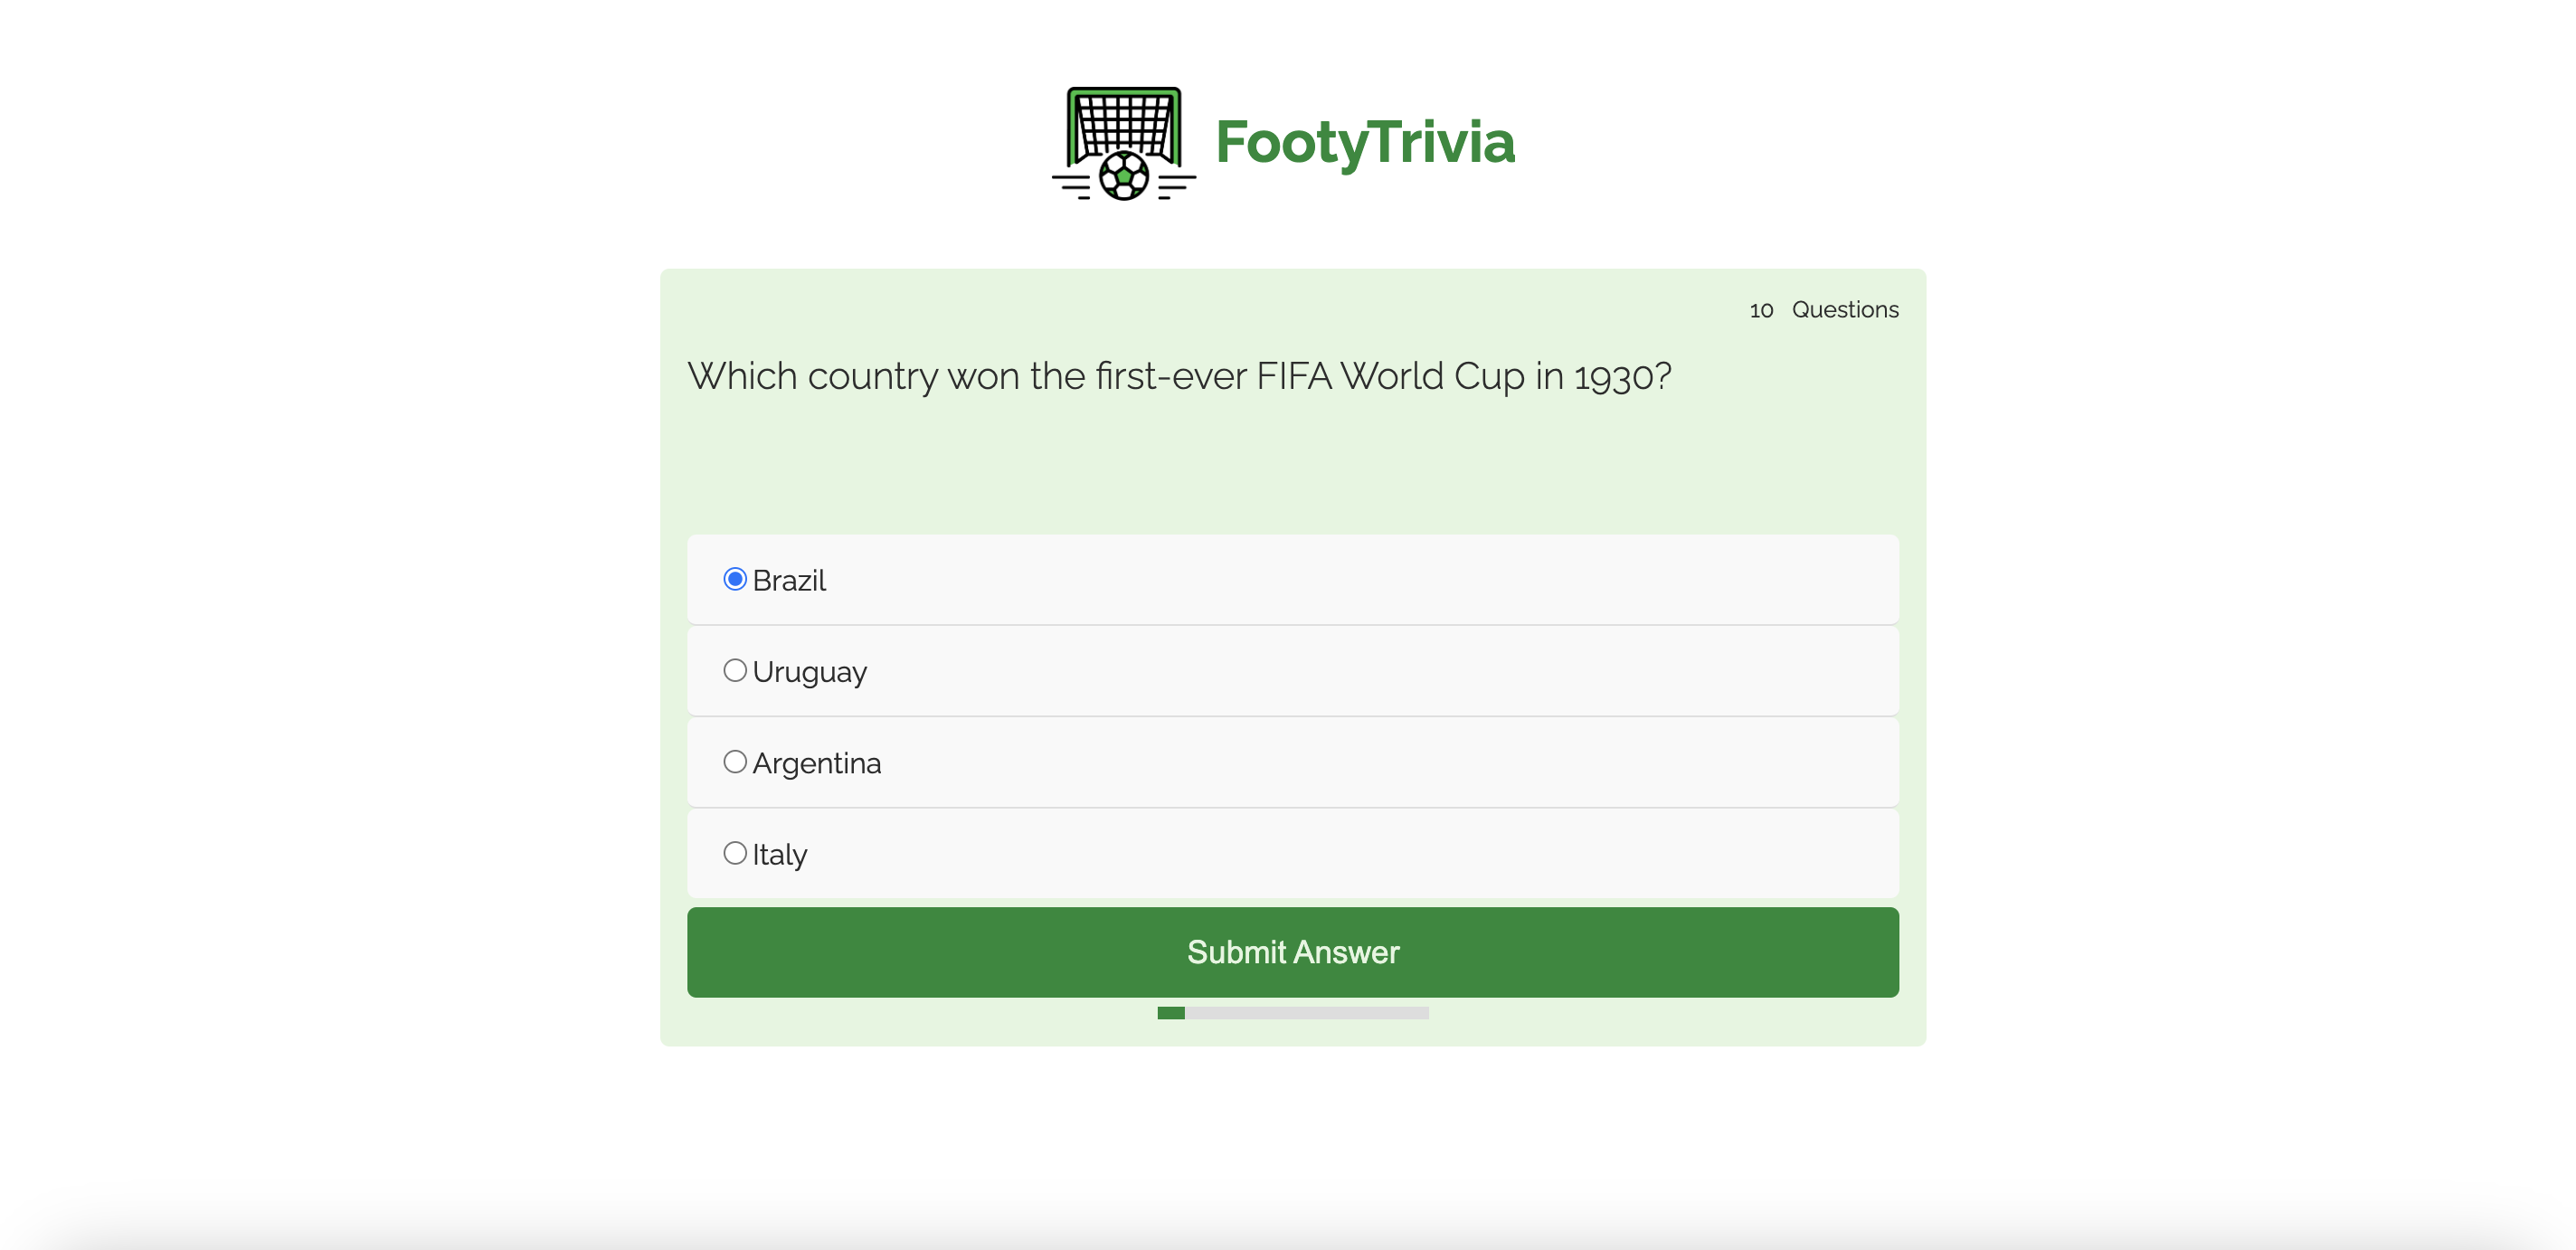 FootyTrivia
10 Questions
Which country won the first-ever FIFA World Cup in 1930?
Brazil
Uruguay
Argentina
Italy
Submit Answer